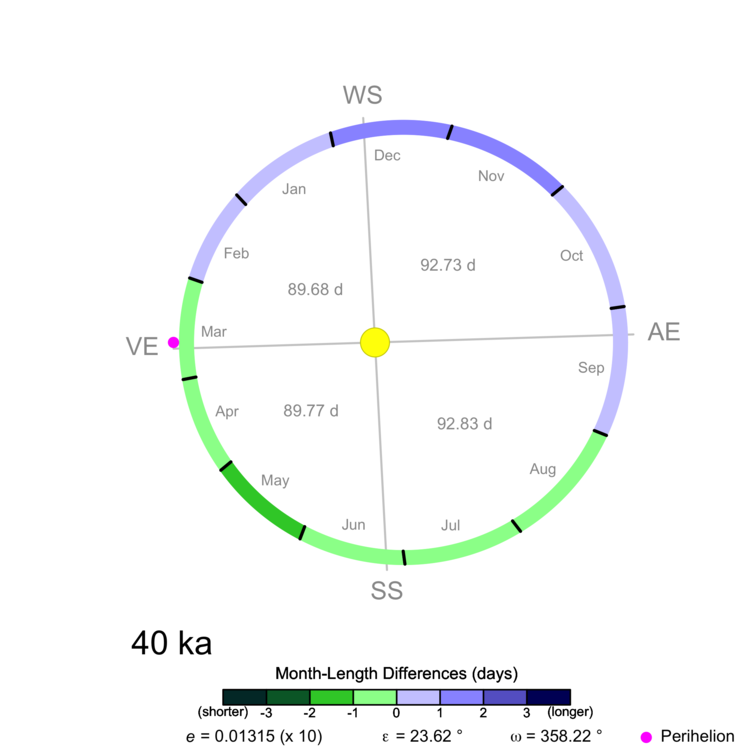 WS
Dec
Jan
Nov
Feb
Oct
92.73 d
89.68 d
Mar
VE
AE
Sep
Apr
89.77 d
92.83 d
May
Aug
Jun
Jul
SS
40 ka
Month-Length Differences (days)
(shorter) -3 -2 -1 0 1 2 3 (longer)
e = 0.01315 (x 10) ε = 23.62 ° ω = 358.22 ° Perihelion